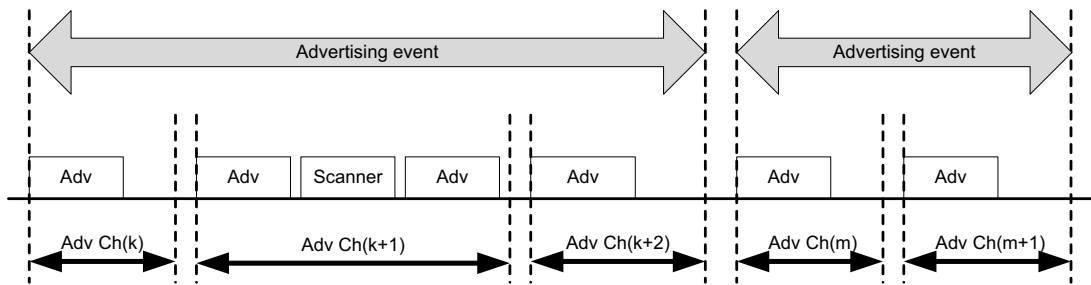 Advertising event
Advertising event
Adv
Adv
Scanner
Adv
Adv
Adv
Adv
Adv Ch(k)
Adv Ch(k+1)
Adv Ch(k+2)
Adv Ch(m)
Adv Ch(m+1)